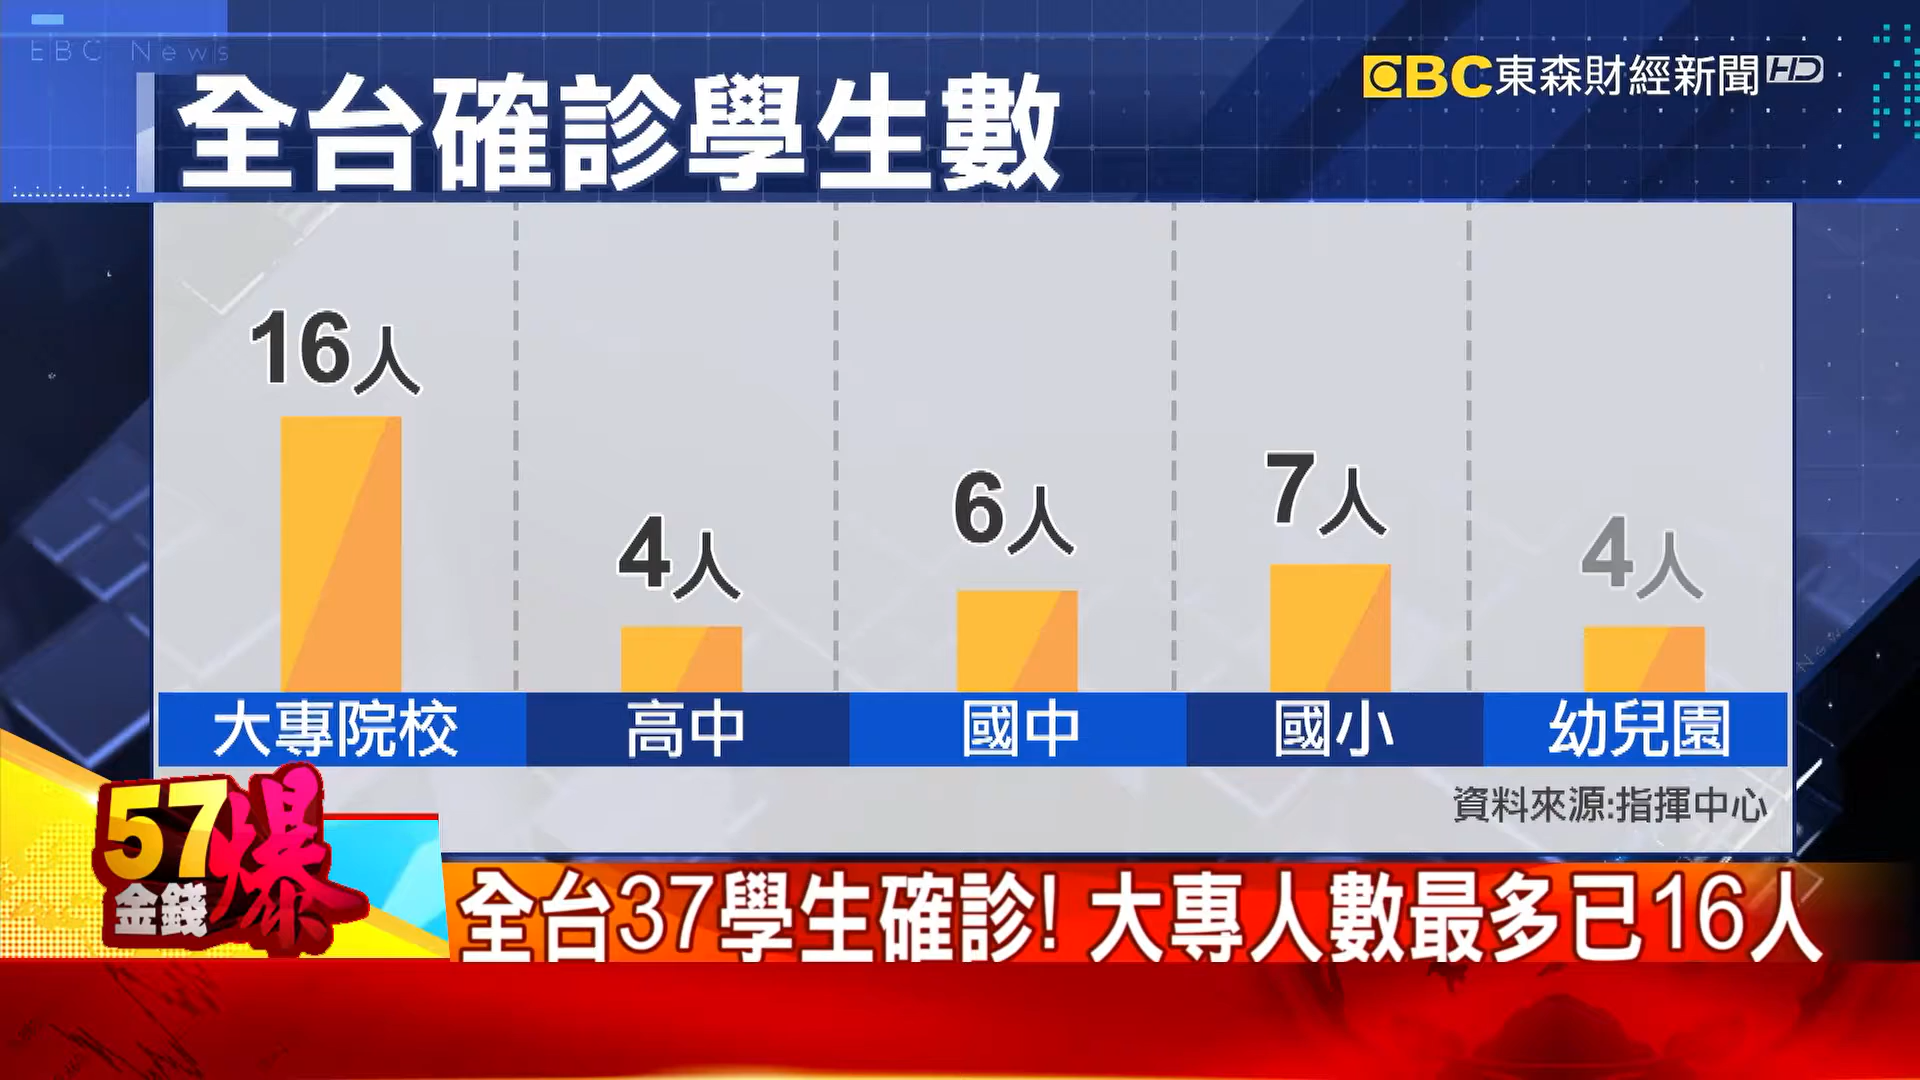 EBC News
全台確診學生數
EBC東森財經新聞HD
16人
4人
6人
7人
4人
大專院校
高中
國中
國小
幼兒園
資料來源:指揮中心
57
金錢
爆
全台37學生確診! 大專人數最多已16人